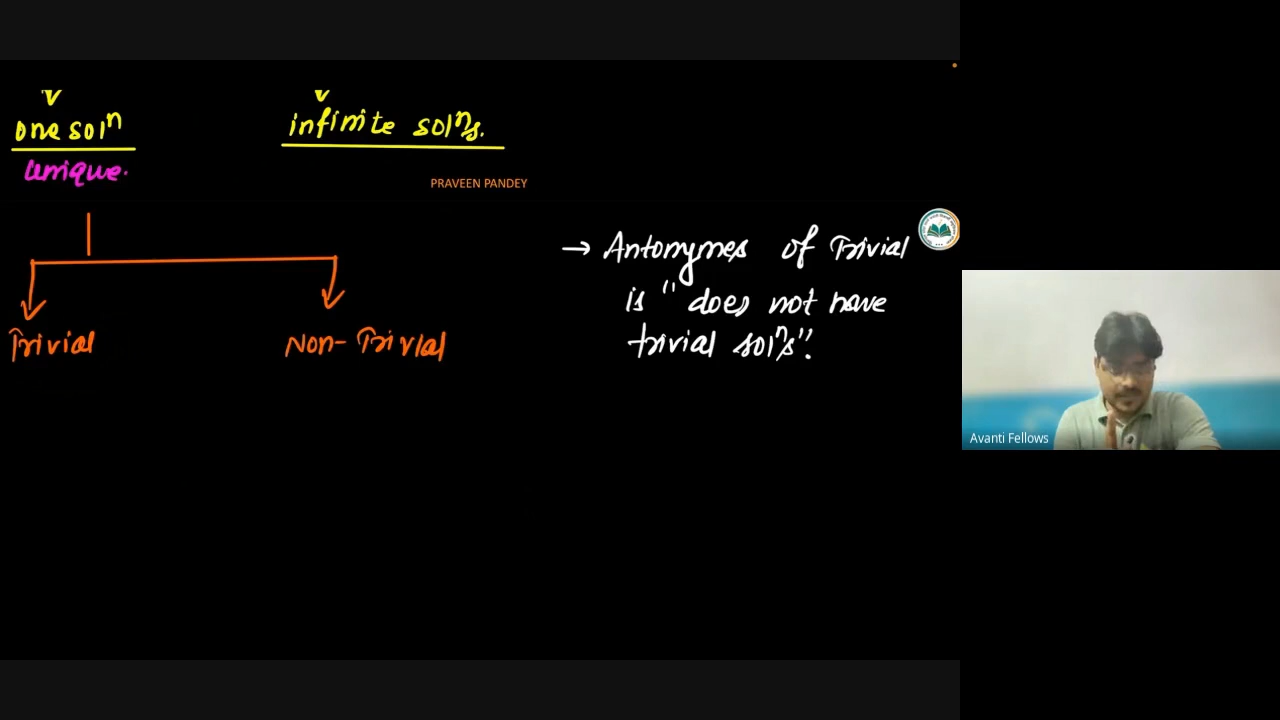 one solⁿ
unique.
infinite solⁿs.
PRAVEEN PANDEY
Trivial
Non-Trivial
→ Antonymes of Trivial
is " does not have
trivial solⁿs".
Avanti Fellows